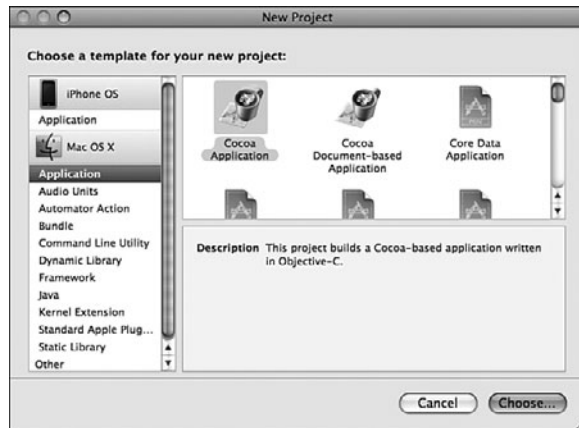 New Project
Choose a template for your new project:
iPhone OS
Application
Mac OS X
Application
Audio Units
Automator Action
Bundle
Command Line Utility
Dynamic Library
Framework
Java
Kernel Extension
Standard Apple Plug...
Static Library
Other
Cocoa
Application
Cocoa
Document-based
Application
Core Data
Application
Description This project builds a Cocoa-based application written
in Objective-C.
Cancel
Choose...